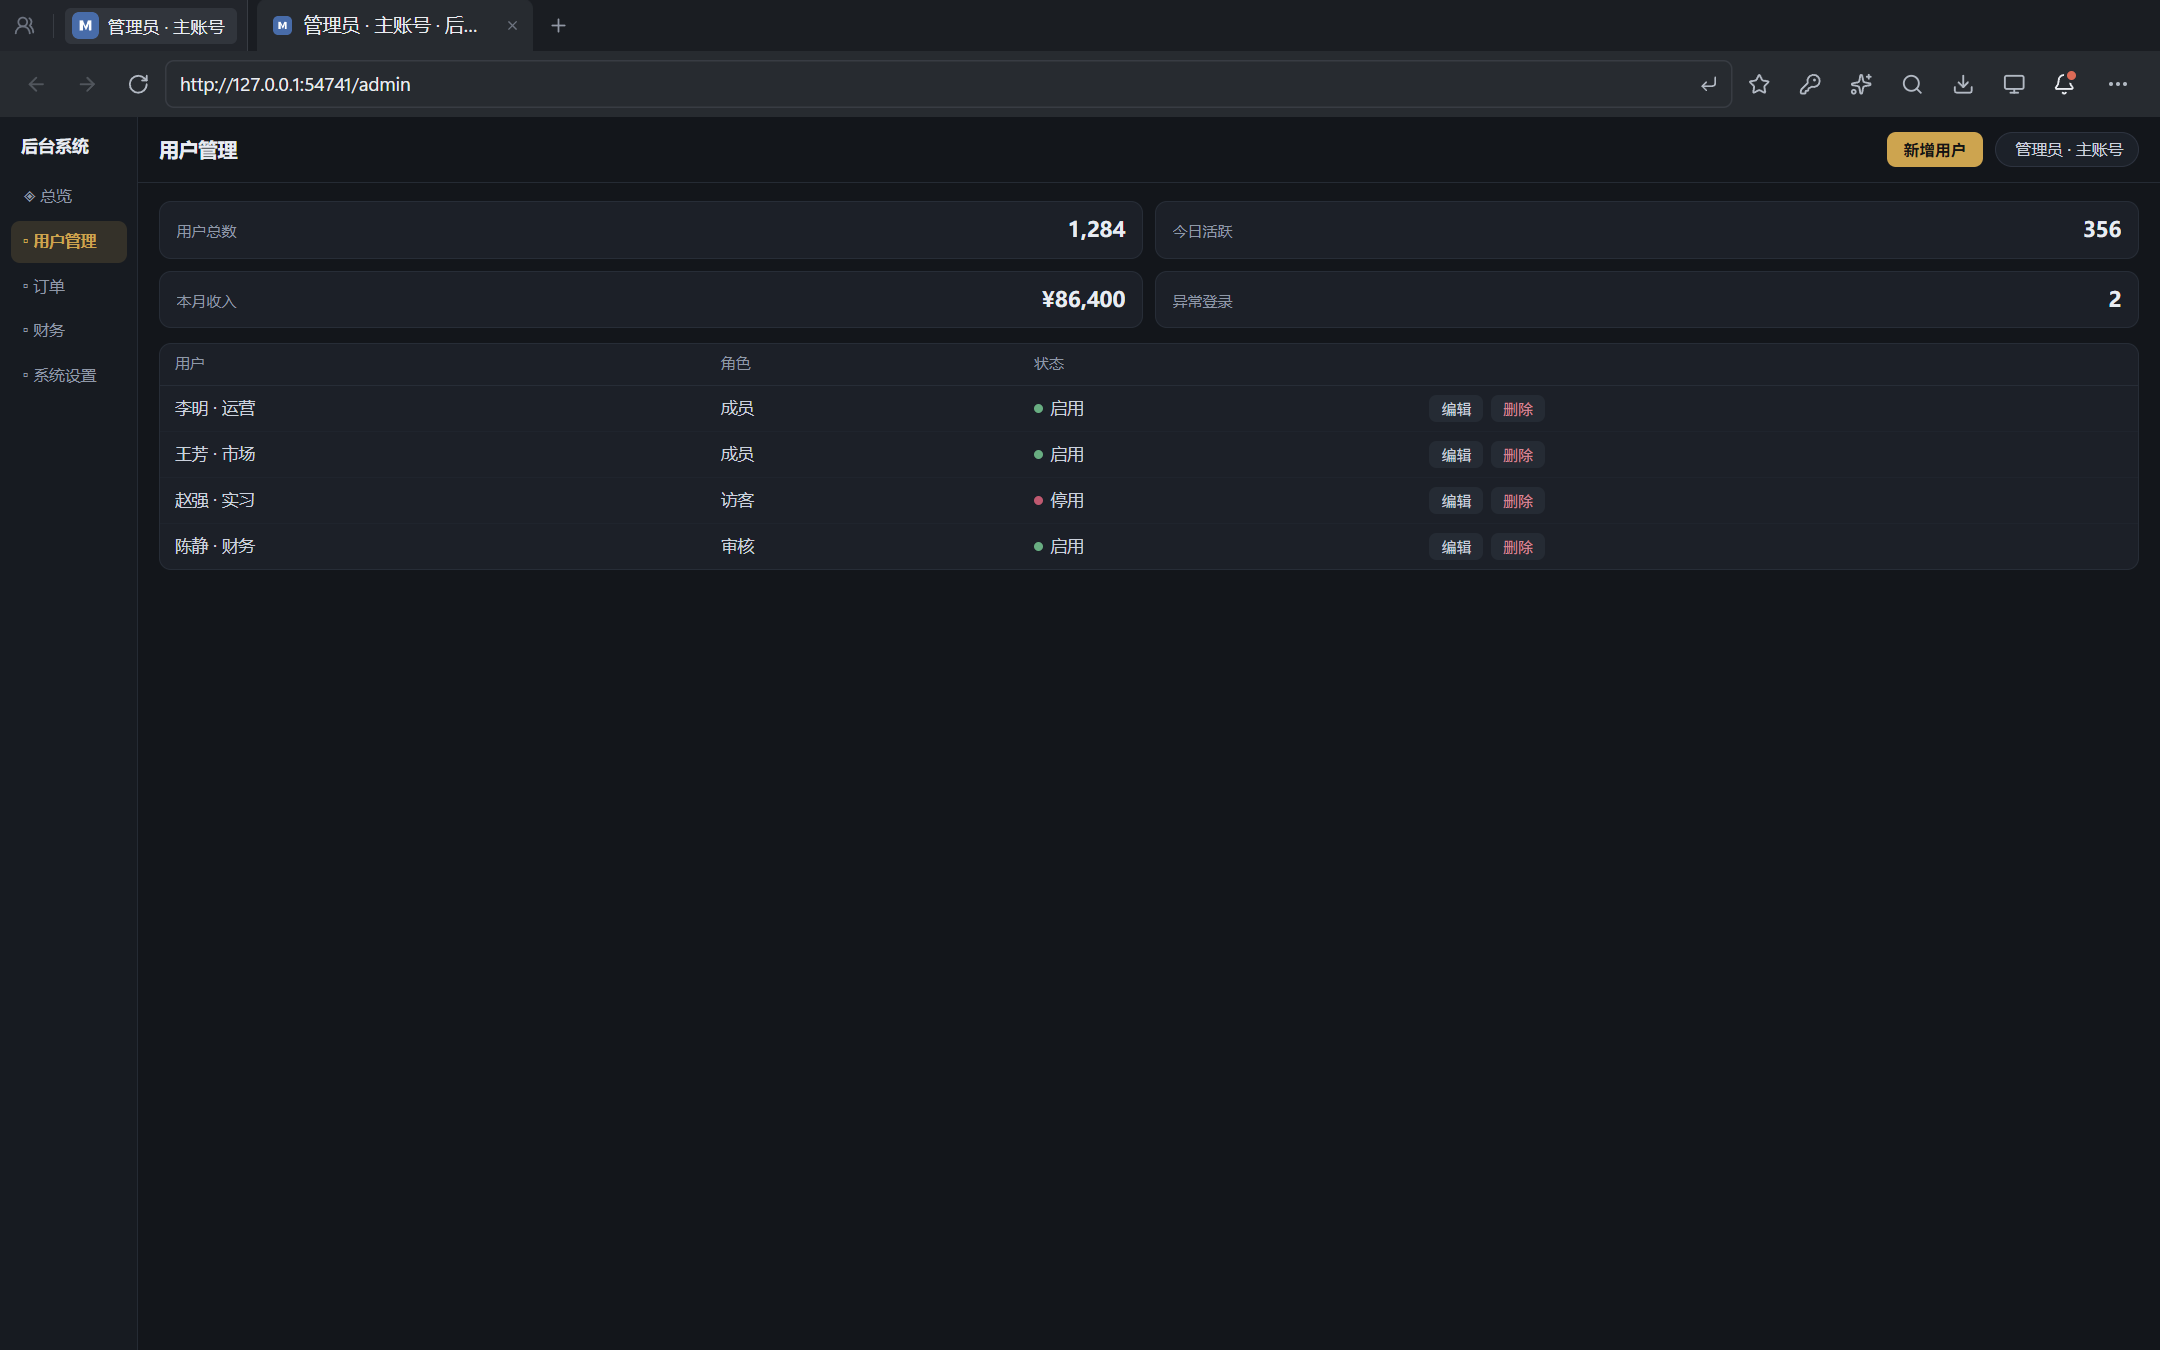 M 管理员 · 主账号
M 管理员 · 主账号 · 后...
http://127.0.0.1:54741/admin
后台系统
总览
用户管理
订单
财务
系统设置
用户管理
新增用户
管理员 · 主账号
用户总数 1,284
今日活跃 356
本月收入 ¥86,400
异常登录 2
用户 角色 状态
李明 · 运营 成员 启用 编辑 删除
王芳 · 市场 成员 启用 编辑 删除
赵强 · 实习 访客 停用 编辑 删除
陈静 · 财务 审核 启用 编辑 删除